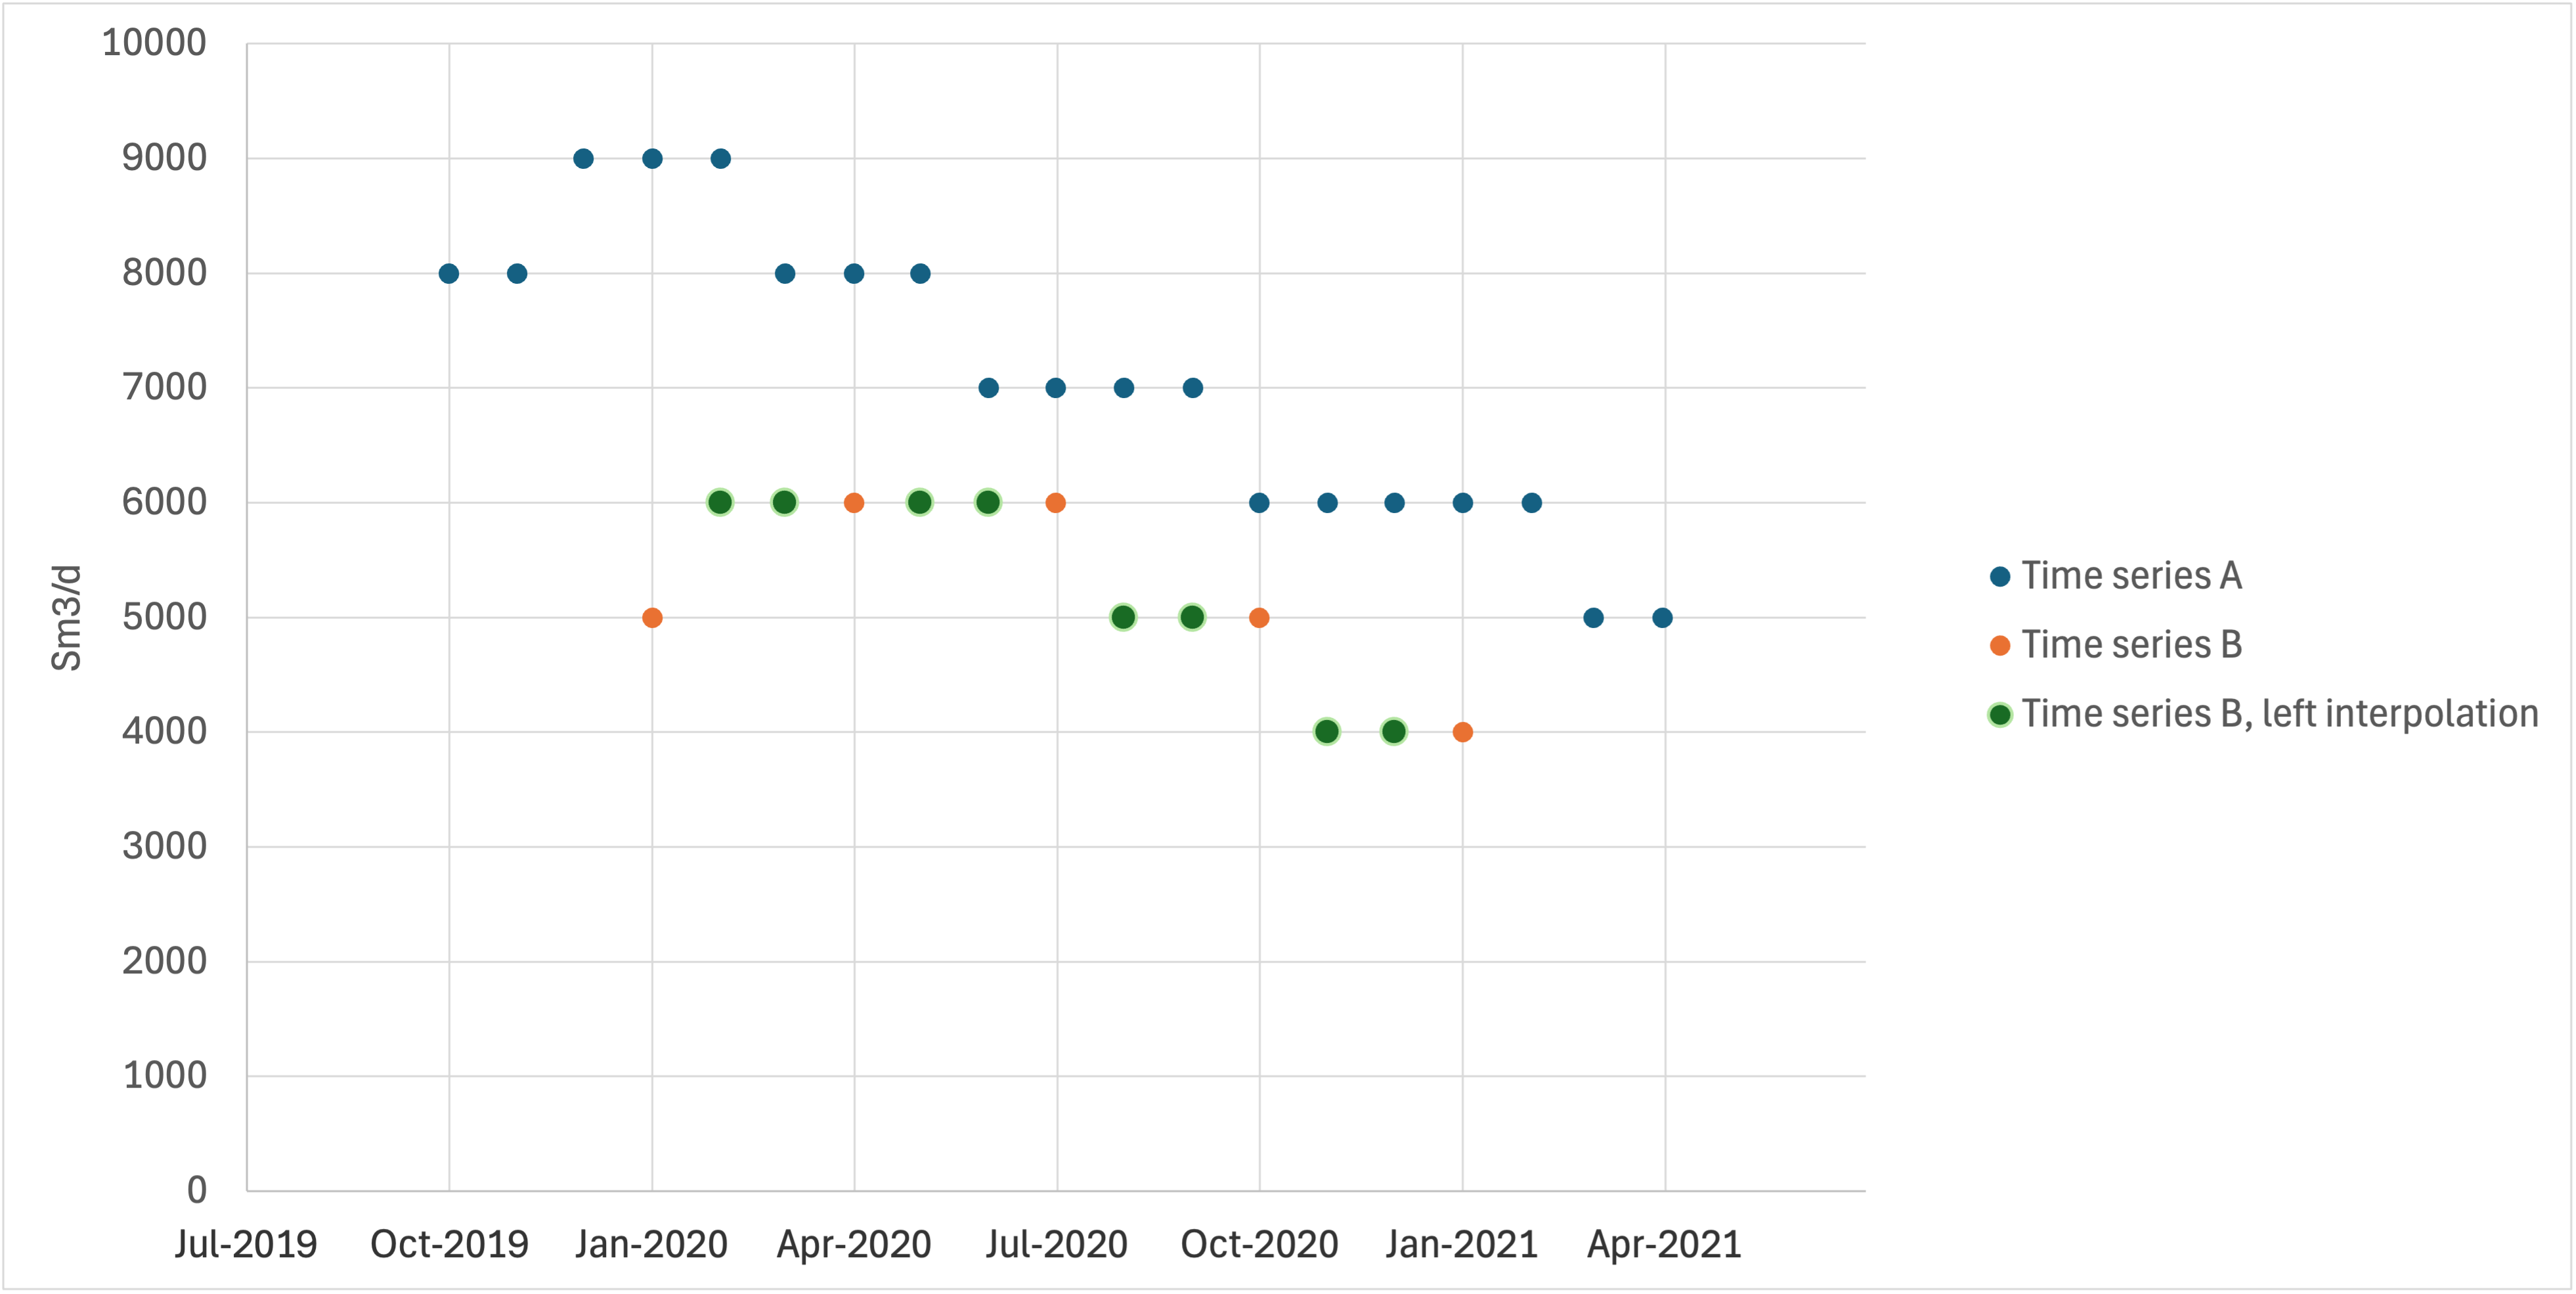 10000
9000
8000
7000
6000
5000
4000
3000
2000
1000
0
Sm3/d
Jul-2019 Oct-2019 Jan-2020 Apr-2020 Jul-2020 Oct-2020 Jan-2021 Apr-2021
Time series A
Time series B
Time series B, left interpolation